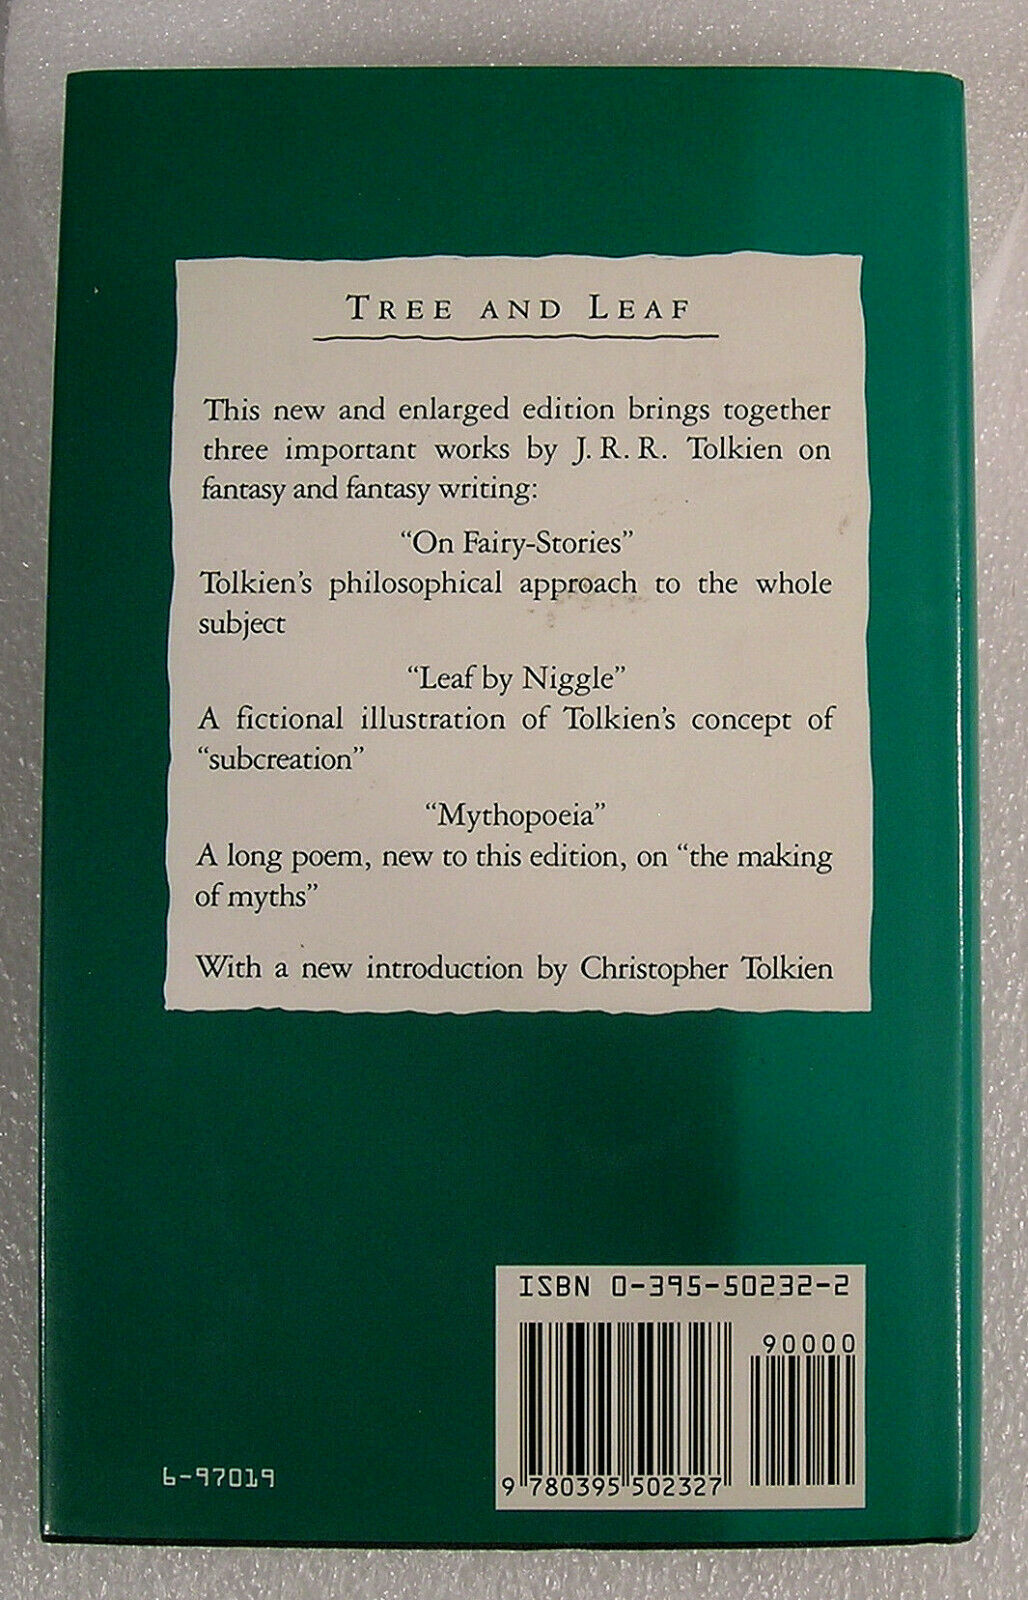 TREE AND LEAF
This new and enlarged edition brings together
three important works by J. R. R. Tolkien on
fantasy and fantasy writing:
“On Fairy-Stories”
Tolkien’s philosophical approach to the whole
subject
“Leaf by Niggle”
A fictional illustration of Tolkien’s concept of
“subcreation”
“Mythopoeia”
A long poem, new to this edition, on “the making
of myths”
With a new introduction by Christopher Tolkien
ISBN 0-395-50232-2
90000
9 780395 502327
6-97019